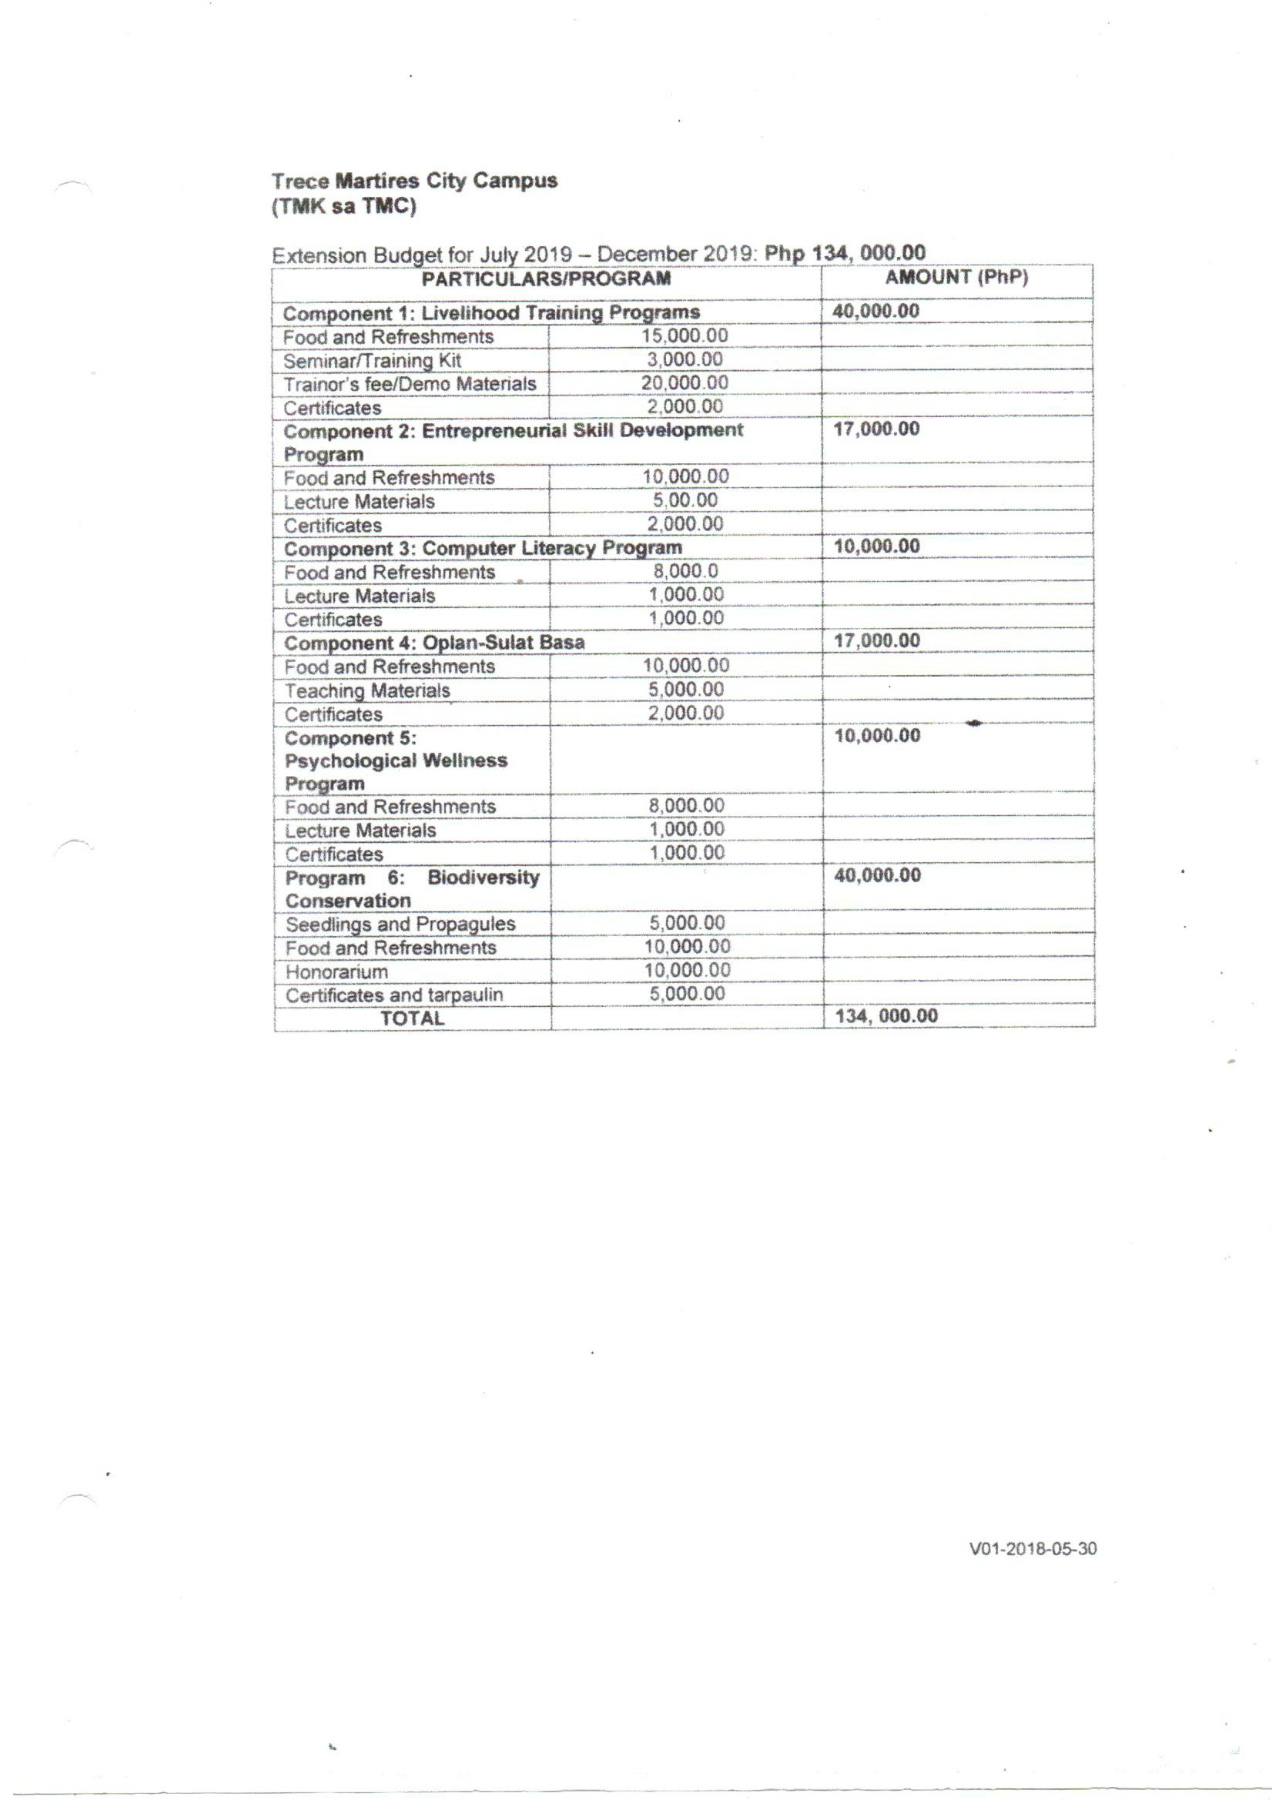 Trece Martires City Campus
(TMK sa TMC)
Extension Budget for July 2019 – December 2019: Php 134, 000.00
PARTICULARS/PROGRAM AMOUNT (PhP)
Component 1: Livelihood Training Programs 40,000.00
Food and Refreshments 15,000.00
Seminar/Training Kit 3,000.00
Trainor's fee/Demo Materials 20,000.00
Certificates 2,000.00
Component 2: Entrepreneurial Skill Development 17,000.00
Program
Food and Refreshments 10,000.00
Lecture Materials 5,00.00
Certificates 2,000.00
Component 3: Computer Literacy Program 10,000.00
Food and Refreshments 8,000.0
Lecture Materials 1,000.00
Certificates 1,000.00
Component 4: Oplan-Sulat Basa 17,000.00
Food and Refreshments 10,000.00
Teaching Materials 5,000.00
Certificates 2,000.00
Component 5: 10,000.00
Psychological Wellness
Program
Food and Refreshments 8,000.00
Lecture Materials 1,000.00
Certificates 1,000.00
Program 6: Biodiversity 40,000.00
Conservation
Seedlings and Propagules 5,000.00
Food and Refreshments 10,000.00
Honorarium 10,000.00
Certificates and tarpaulin 5,000.00
TOTAL 134, 000.00
V01-2018-05-30